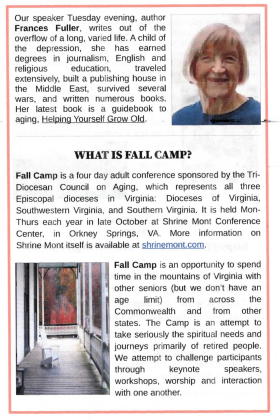 Our speaker Tuesday evening, author
Frances Fuller, writes out of the
overflow of a long, varied life. A child of
the depression, she has earned
degrees in journalism, English and
religious education, traveled
extensively, built a publishing house in
the Middle East, survived several
wars, and written numerous books.
Her latest book is a guidebook to
aging, Helping Yourself Grow Old.
WHAT IS FALL CAMP?
Fall Camp is a four day adult conference sponsored by the Tri-
Diocesan Council on Aging, which represents all three
Episcopal dioceses in Virginia: Dioceses of Virginia,
Southwestern Virginia, and Southern Virginia. It is held Mon-
Thurs each year in late October at Shrine Mont Conference
Center, in Orkney Springs, VA. More information on
Shrine Mont itself is available at shrinemont.com.
Fall Camp is an opportunity to spend
time in the mountains of Virginia with
other seniors (but we don't have an
age limit) from across the
Commonwealth and from other
states. The Camp is an attempt to
take seriously the spiritual needs and
journeys primarily of retired people.
We attempt to challenge participants
through keynote speakers,
workshops, worship and interaction
with one another.